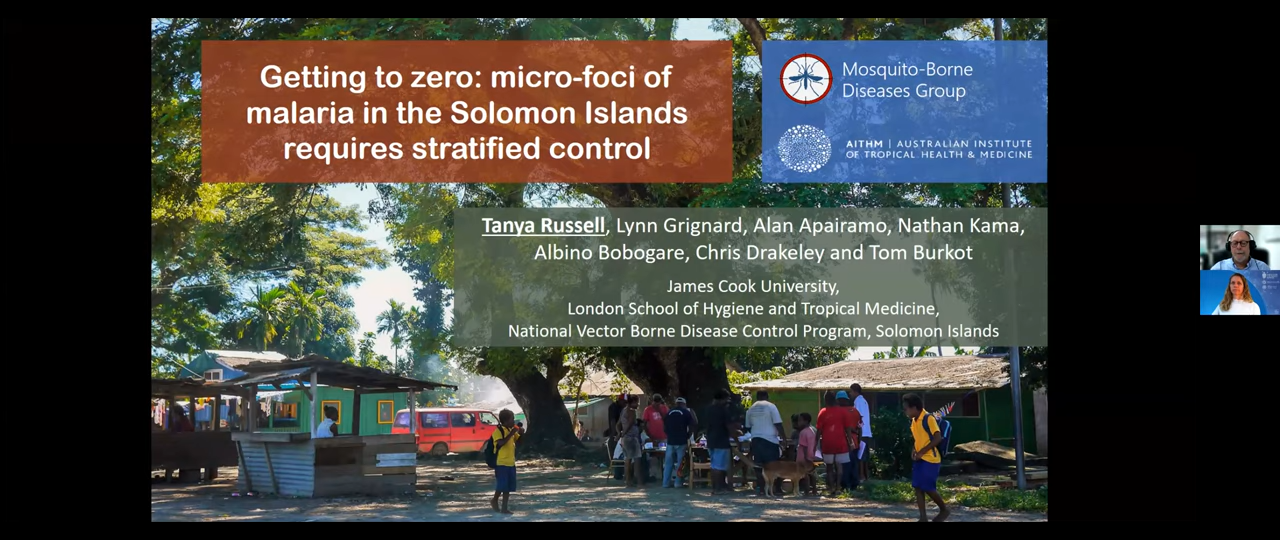 Getting to zero: micro-foci of
malaria in the Solomon Islands
requires stratified control
Mosquito-Borne
Diseases Group
AITHM | AUSTRALIAN INSTITUTE
OF TROPICAL HEALTH & MEDICINE
Tanya Russell, Lynn Grignard, Alan Apairamo, Nathan Kama,
Albino Bobogare, Chris Drakeley and Tom Burkot
James Cook University,
London School of Hygiene and Tropical Medicine,
National Vector Borne Disease Control Program, Solomon Islands